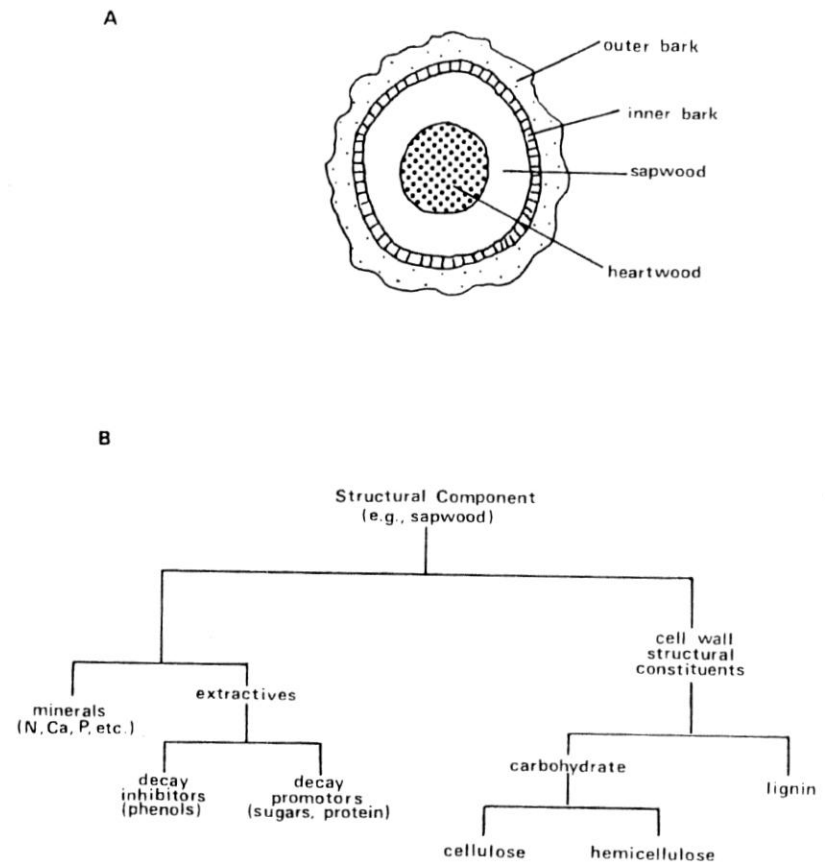 A
outer bark
inner bark
sapwood
heartwood
B
Structural Component
(e.g., sapwood)
cell wall
structural
constituents
extractives
minerals
(N, Ca, P, etc.)
decay
inhibitors
(phenols)
decay
promotors
(sugars, protein)
carbohydrate
lignin
cellulose
hemicellulose